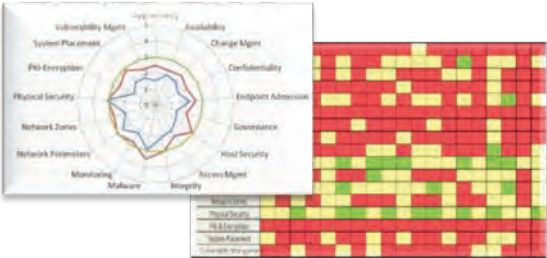 Vulnerability Mgmt
Availability
System Placement
Change Mgmt
PKI-Encryption
Confidentiality
Physical Security
Endpoint Admission
Network Zones
Governance
Network Perimeters
Host Security
Monitoring
Access Mgmt
Malware
Integrity
Physical Security
PKI & Encryption
System Placement